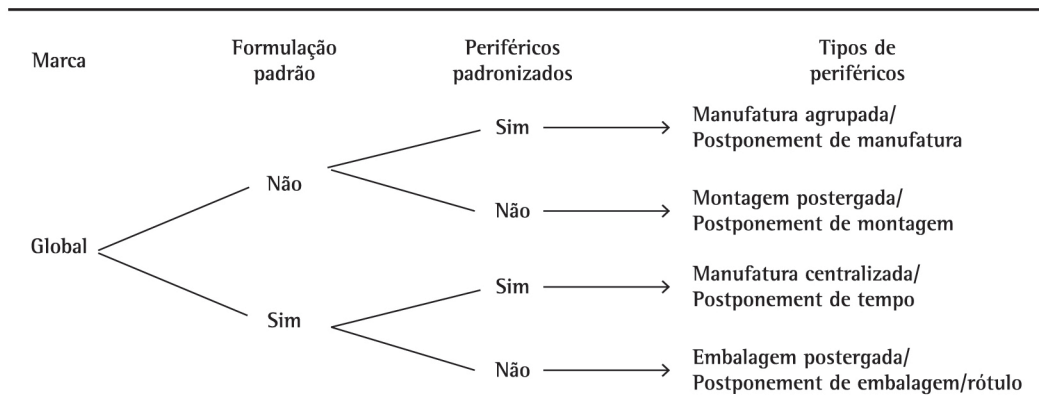 Marca
Formulação
padrão
Periféricos
padronizados
Tipos de
periféricos
Global
Não
Sim
Manufatura agrupada/
Postponement de manufatura
Não
Montagem postergada/
Postponement de montagem
Sim
Sim
Manufatura centralizada/
Postponement de tempo
Não
Embalagem postergada/
Postponement de embalagem/rótulo